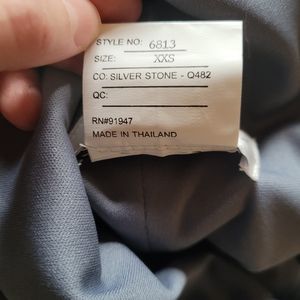 STYLE NO: 6813
SIZE: XXS
CO: SILVER STONE - Q482
QC:
RN#91947
MADE IN THAILAND